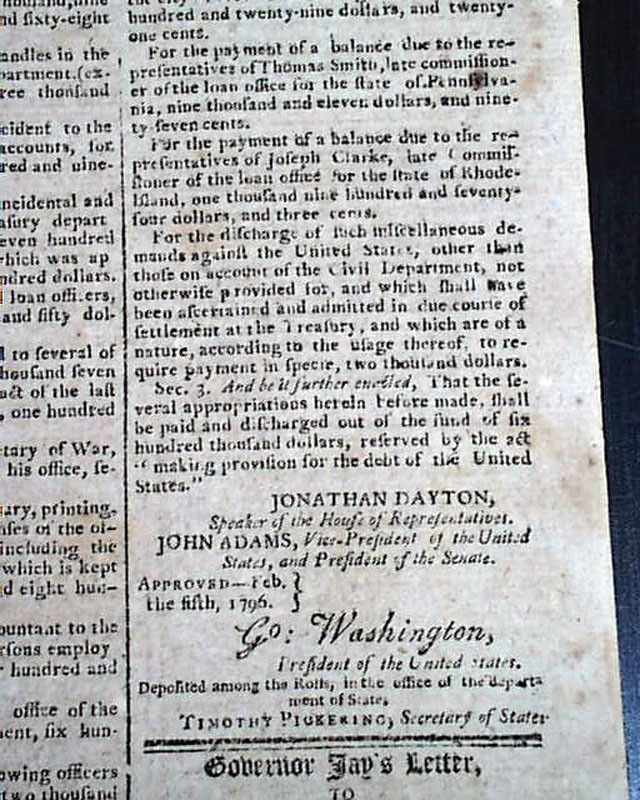 nd sixty-eight
andles in the
partment. (ex-
ree thousand
cident to the
accounts, for
red and nine-
ncidental and
asury depart
even hundred
which was ap
ndred dollars.
loan officers,
and fifty dol-
l to several of
housand seven
act of the last
, one hundred
tary of War,
his office, se-
ary, printing,
nses of the of-
including the
which is kept
d eight hun-
ountant to the
rsons employ
r hundred and
office of the
ment, six hun-
owing officers
two thousand
hundred and twenty-nine dollars, and twenty-
one cents.
For the payment of a balance due to the re-
presentatives of Thomas Smith, late commission-
er of the loan office for the state of Pennsylva-
nia, nine thousand and eleven dollars, and nine-
ty-seven cents.
For the payment of a balance due to the re-
presentatives of Joseph Clarke, late Commis-
sioner of the loan office for the state of Rhode-
Island, one thousand nine hundred and seventy-
four dollars, and three cents.
For the discharge of such miscellaneous de-
mands against the United States, other than
those on account of the Civil Department, not
otherwise provided for, and which shall have
been ascertained and admitted in due course of
settlement at the Treasury, and which are of a
nature, according to the usage thereof, to re-
quire payment in specie, two thousand dollars.
Sec. 3. And be it further enacted, That the se-
veral appropriations herein before made, shall
be paid and discharged out of the fund of six
hundred thousand dollars, reserved by the act
"making provision for the debt of the United
States."
JONATHAN DAYTON,
Speaker of the House of Representatives.
JOHN ADAMS, Vice-President of the United
States, and President of the Senate.
APPROVED—Feb. }
the fifth, 1796. }
Go: Washington,
President of the United States.
Deposited among the Rolls, in the office of the departa
ment of State,
TIMOTHY PICKERING, Secretary of State
Governor Jay's Letter,
TO